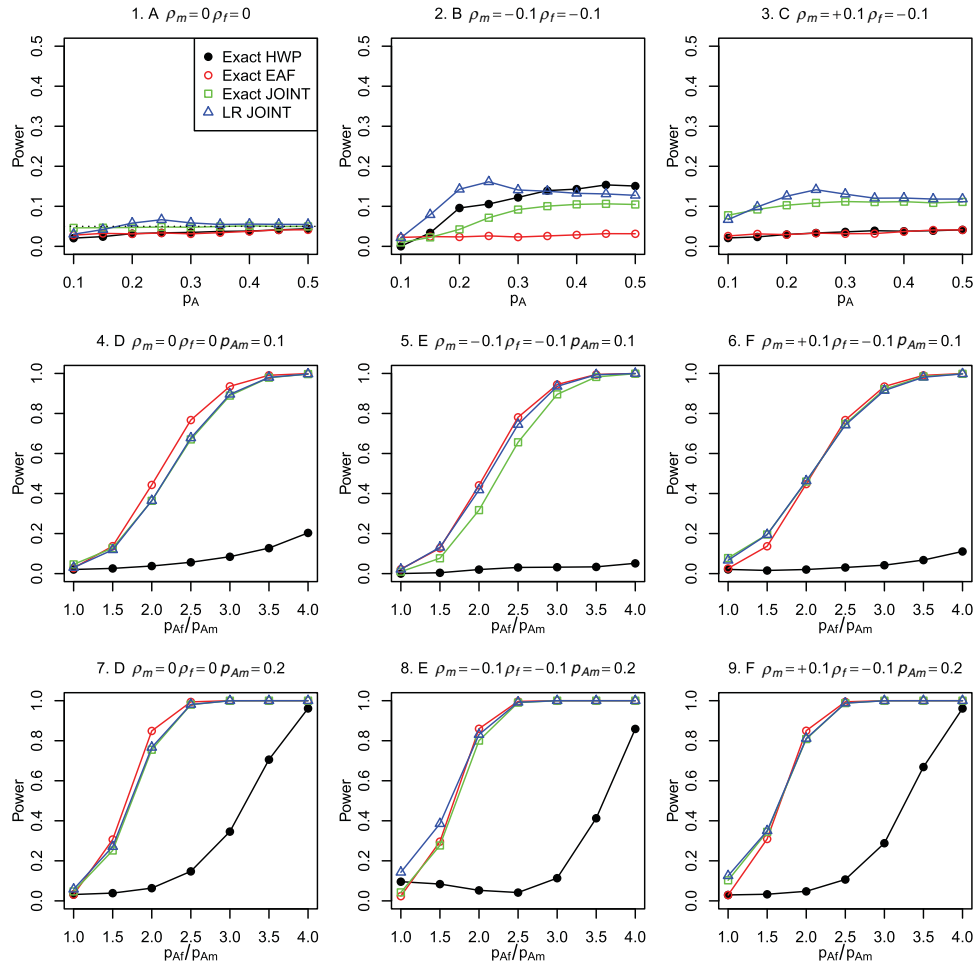 1. A ρm=0 ρf=0
2. B ρm=−0.1 ρf=−0.1
3. C ρm=+0.1 ρf=−0.1
Power
0.0 0.1 0.2 0.3 0.4 0.5
0.1 0.2 0.3 0.4 0.5
pA
Exact HWP
Exact EAF
Exact JOINT
LR JOINT
Power
0.0 0.1 0.2 0.3 0.4 0.5
0.1 0.2 0.3 0.4 0.5
pA
Power
0.0 0.1 0.2 0.3 0.4 0.5
0.1 0.2 0.3 0.4 0.5
pA
4. D ρm=0 ρf=0 pAm=0.1
5. E ρm=−0.1 ρf=−0.1 pAm=0.1
6. F ρm=+0.1 ρf=−0.1 pAm=0.1
Power
0.0 0.2 0.4 0.6 0.8 1.0
1.0 1.5 2.0 2.5 3.0 3.5 4.0
pAf/pAm
Power
0.0 0.2 0.4 0.6 0.8 1.0
1.0 1.5 2.0 2.5 3.0 3.5 4.0
pAf/pAm
Power
0.0 0.2 0.4 0.6 0.8 1.0
1.0 1.5 2.0 2.5 3.0 3.5 4.0
pAf/pAm
7. D ρm=0 ρf=0 pAm=0.2
8. E ρm=−0.1 ρf=−0.1 pAm=0.2
9. F ρm=+0.1 ρf=−0.1 pAm=0.2
Power
0.0 0.2 0.4 0.6 0.8 1.0
1.0 1.5 2.0 2.5 3.0 3.5 4.0
pAf/pAm
Power
0.0 0.2 0.4 0.6 0.8 1.0
1.0 1.5 2.0 2.5 3.0 3.5 4.0
pAf/pAm
Power
0.0 0.2 0.4 0.6 0.8 1.0
1.0 1.5 2.0 2.5 3.0 3.5 4.0
pAf/pAm